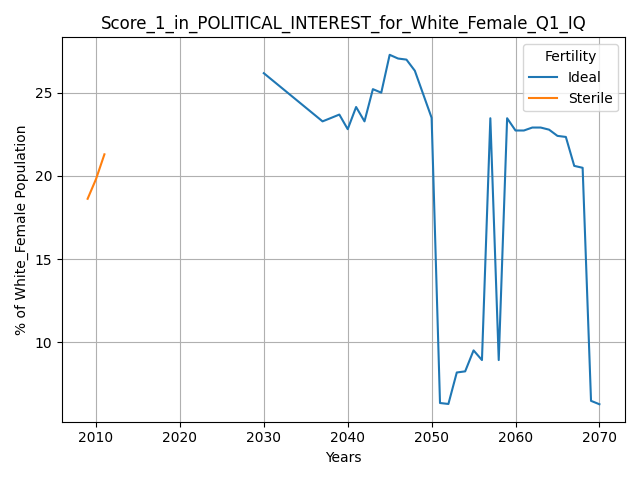 Score_1_in_POLITICAL_INTEREST_for_White_Female_Q1_IQ
Fertility
Ideal
Sterile
% of White_Female Population
25
20
15
10
2010 2020 2030 2040 2050 2060 2070
Years